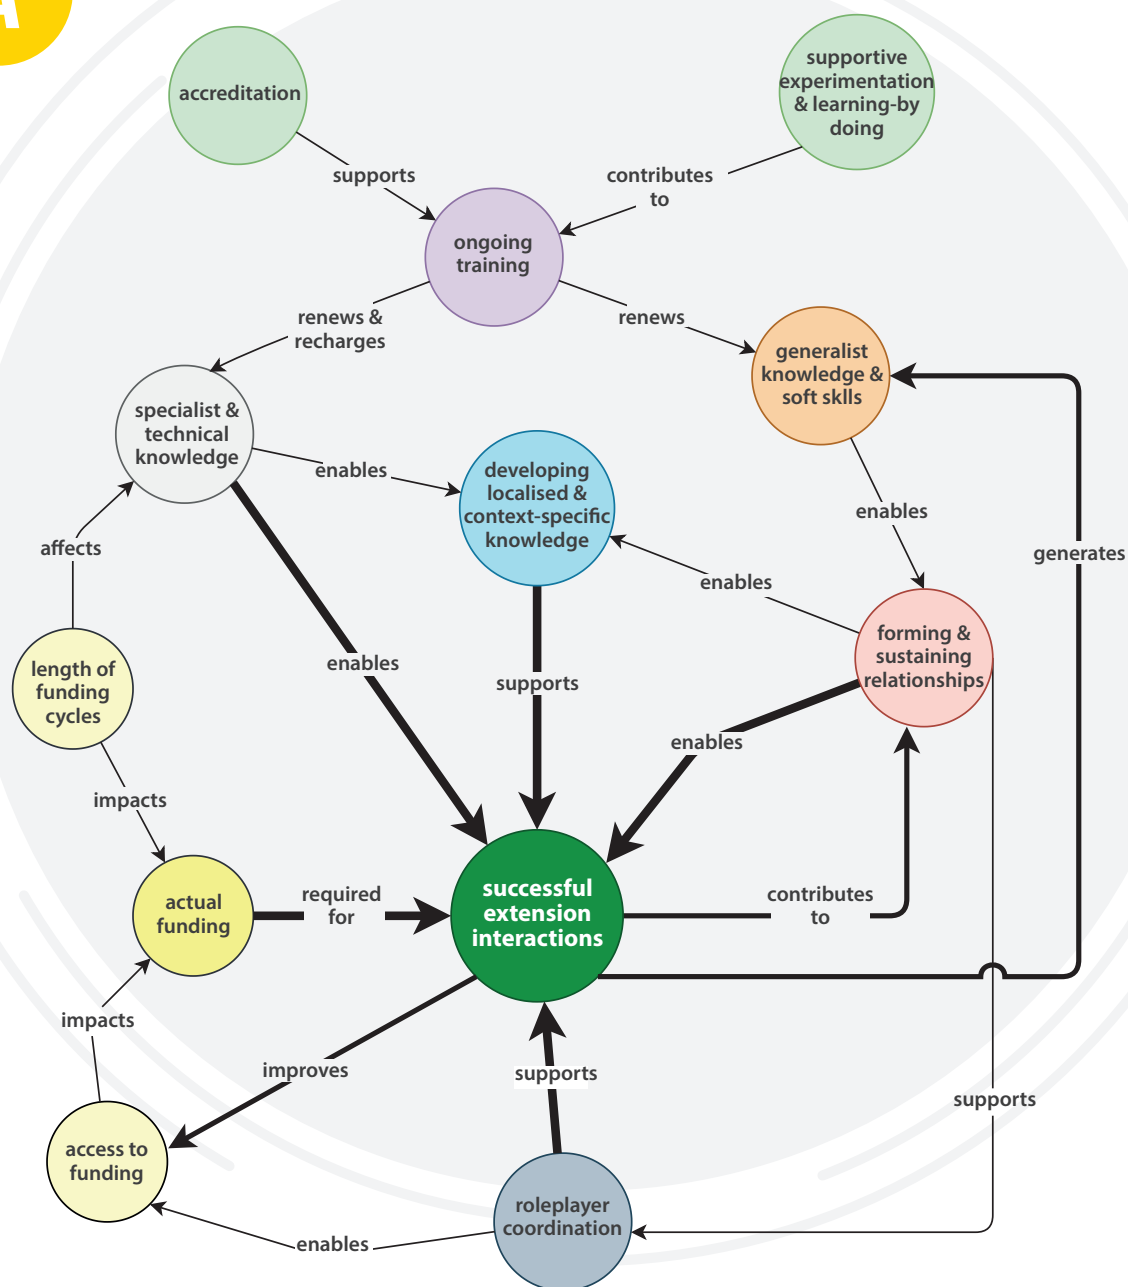 A
accreditation
supportive
experimentation
& learning-by
doing
supports
contributes
to
ongoing
training
renews &
recharges
renews
generalist
knowledge &
soft sklls
specialist &
technical
knowledge
enables
developing
localised &
context-specific
knowledge
enables
affects
generates
enables
forming &
sustaining
relationships
length of
funding
cycles
enables
supports
enables
impacts
actual
funding
required
for
successful
extension
interactions
contributes
to
impacts
improves
supports
supports
access to
funding
roleplayer
coordination
enables